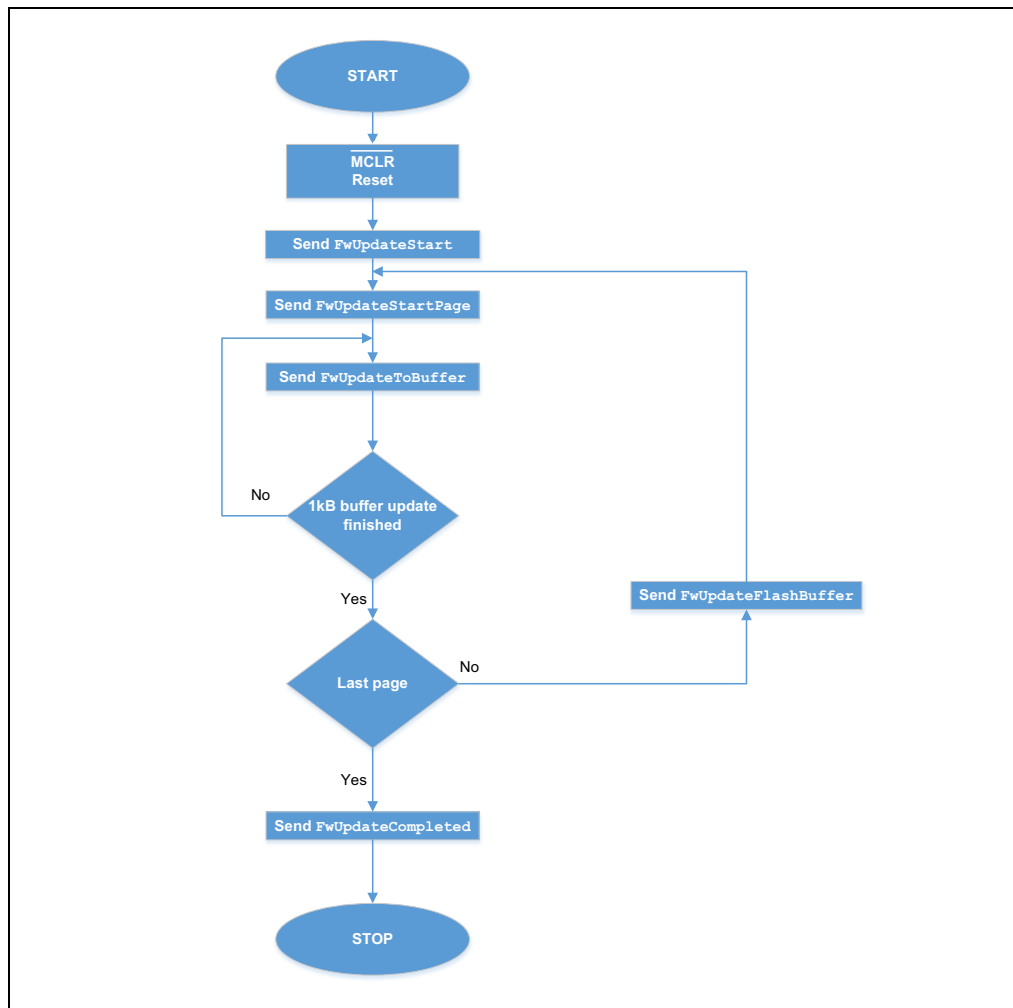 START
MCLR
Reset
Send FwUpdateStart
Send FwUpdateStartPage
Send FwUpdateToBuffer
No
1kB buffer update
finished
Yes
Send FwUpdateFlashBuffer
No
Last page
Yes
Send FwUpdateCompleted
STOP